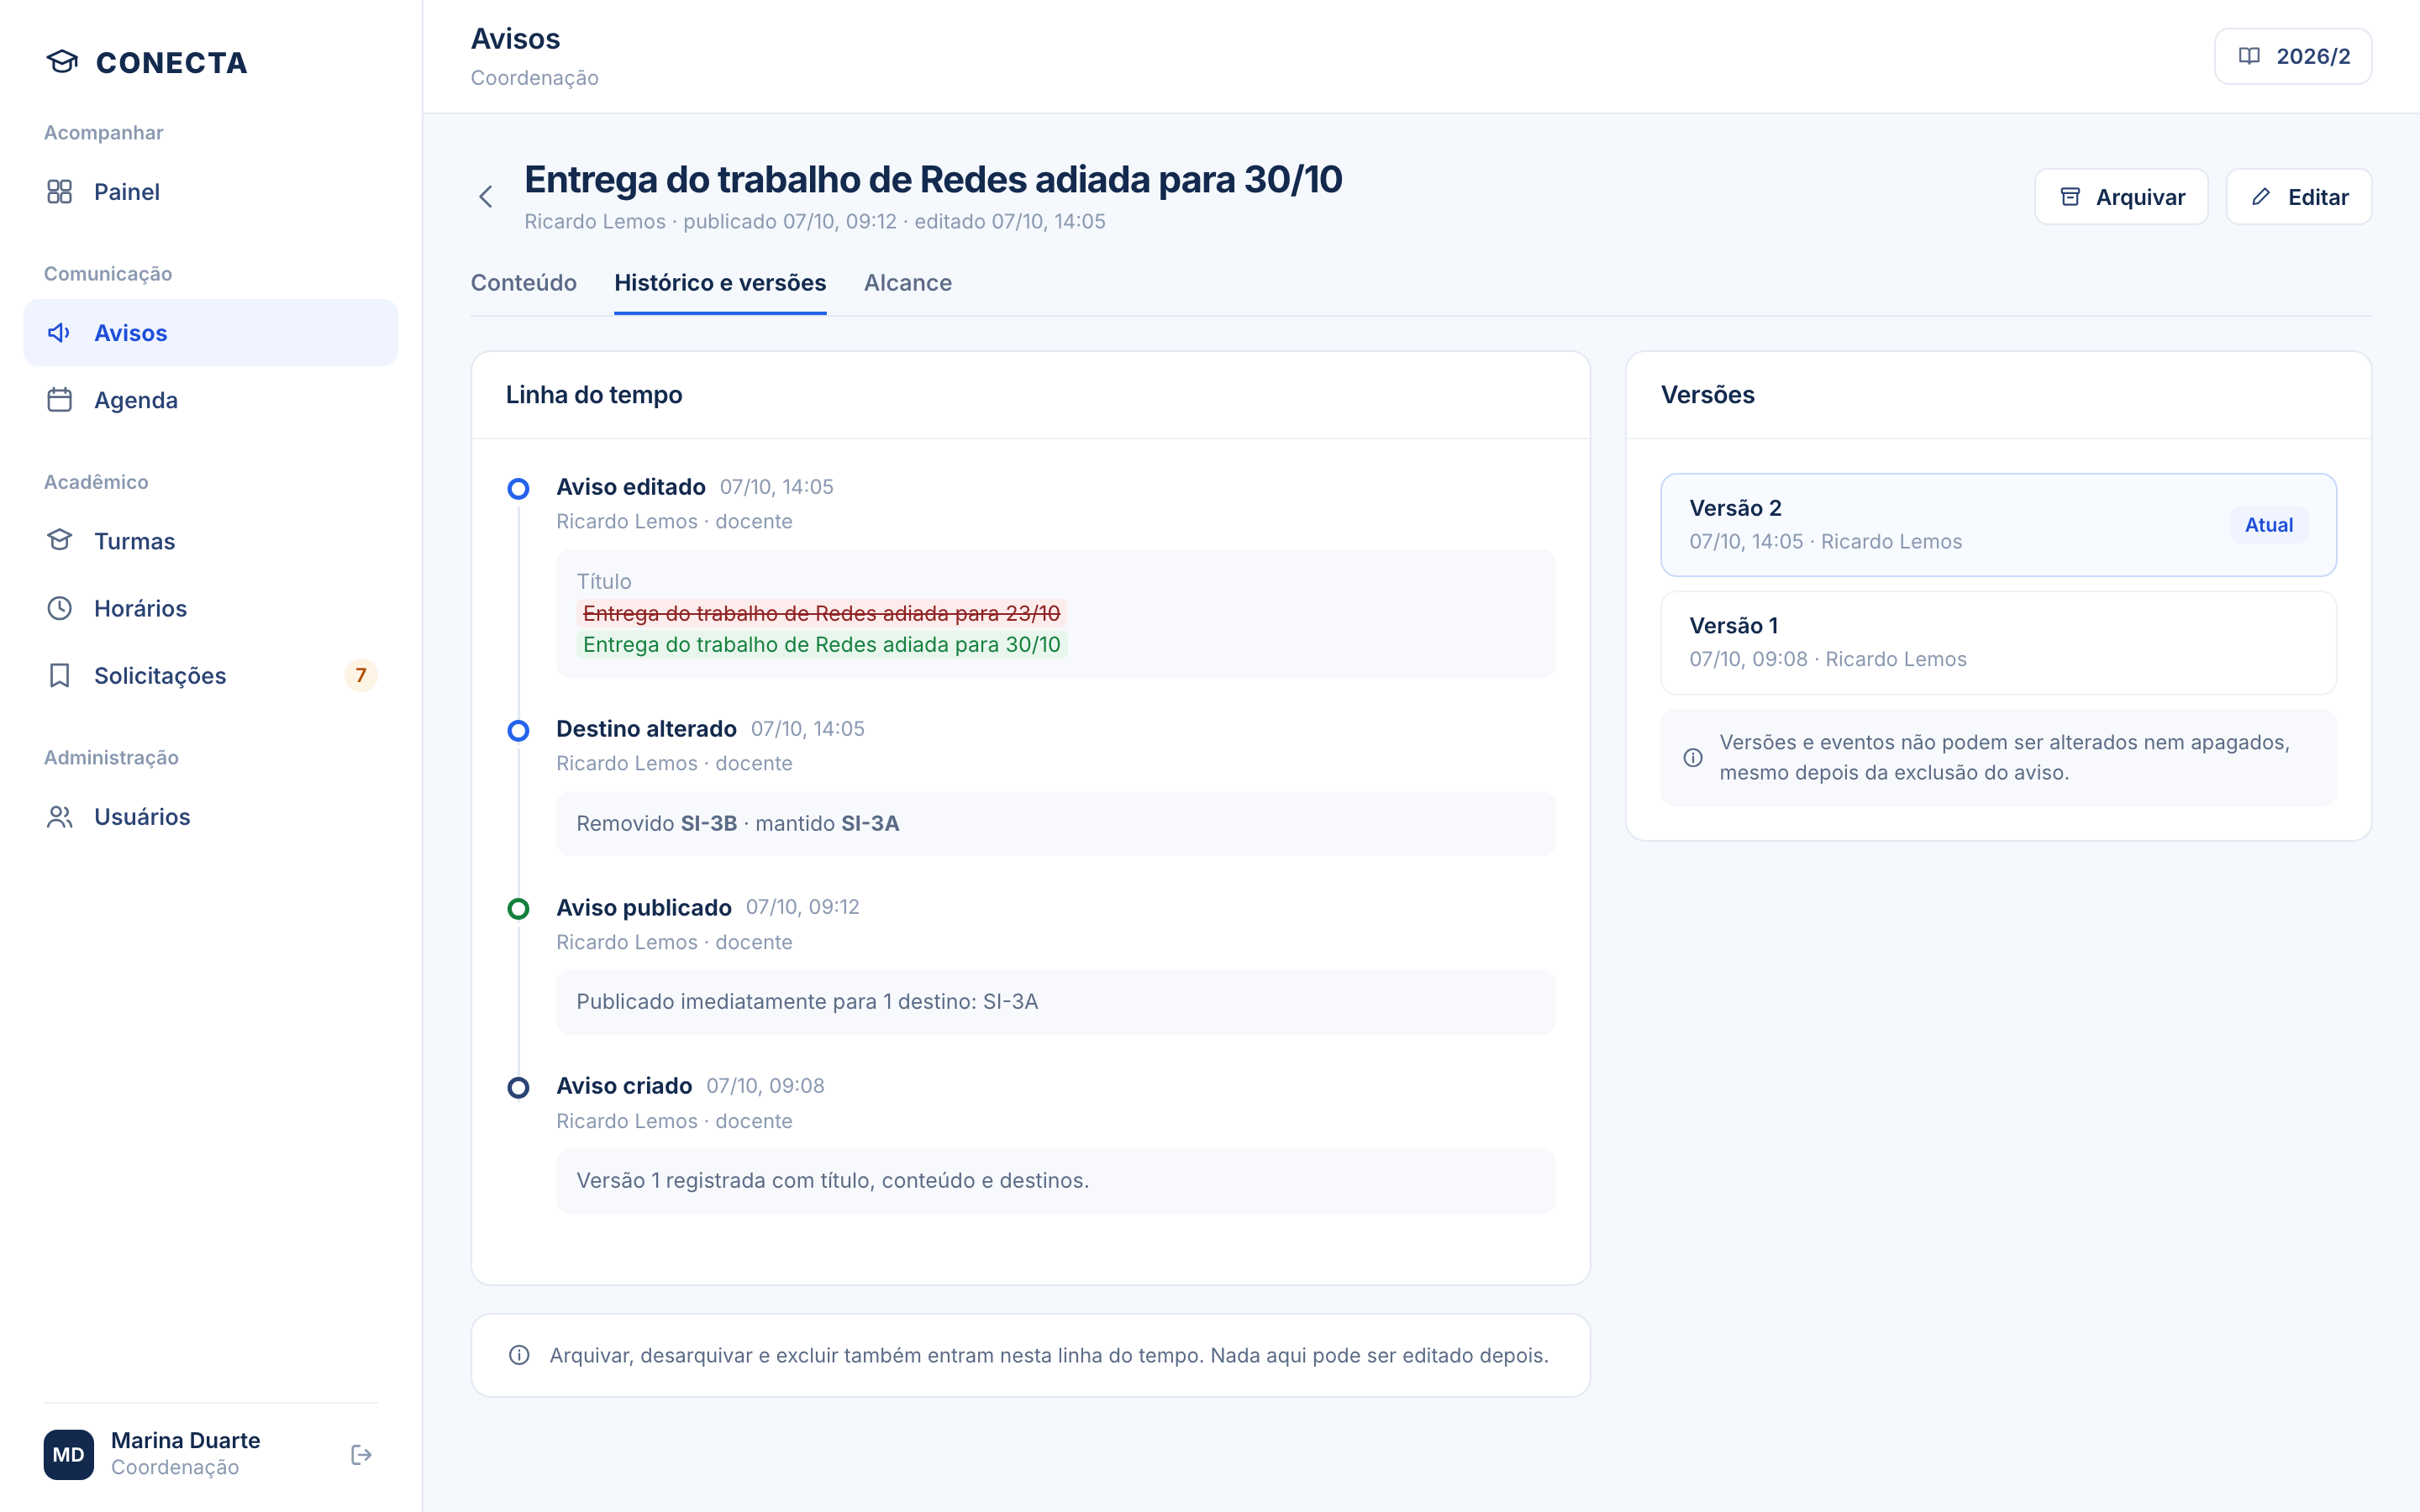 CONECTA
Acompanhar
Painel
Comunicação
Avisos
Agenda
Acadêmico
Turmas
Horários
Solicitações 7
Administração
Usuários
MD
Marina Duarte
Coordenação
Avisos
Coordenação
2026/2
Entrega do trabalho de Redes adiada para 30/10
Ricardo Lemos · publicado 07/10, 09:12 · editado 07/10, 14:05
Arquivar
Editar
Conteúdo Histórico e versões Alcance
Linha do tempo
Aviso editado 07/10, 14:05
Ricardo Lemos · docente
Título
Entrega do trabalho de Redes adiada para 23/10
Entrega do trabalho de Redes adiada para 30/10
Destino alterado 07/10, 14:05
Ricardo Lemos · docente
Removido SI-3B · mantido SI-3A
Aviso publicado 07/10, 09:12
Ricardo Lemos · docente
Publicado imediatamente para 1 destino: SI-3A
Aviso criado 07/10, 09:08
Ricardo Lemos · docente
Versão 1 registrada com título, conteúdo e destinos.
Arquivar, desarquivar e excluir também entram nesta linha do tempo. Nada aqui pode ser editado depois.
Versões
Versão 2
07/10, 14:05 · Ricardo Lemos
Atual
Versão 1
07/10, 09:08 · Ricardo Lemos
Versões e eventos não podem ser alterados nem apagados,
mesmo depois da exclusão do aviso.